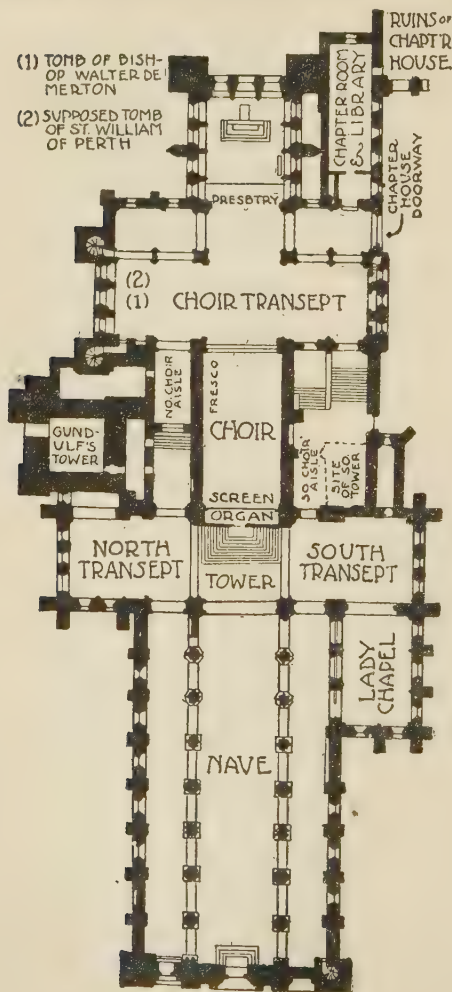 (1) TOMB OF BISH-
OP WALTER DE
MERTON
(2) SUPPOSED TOMB
OF ST. WILLIAM
OF PERTH
RUINS OF
CHAPT'R
HOUSE
CHAPTER ROOM
& LIBRARY
CHAPTER
HOUSE
DOORWAY
PRESBTRY
(2)
(1)
CHOIR TRANSEPT
NO. CHOIR
AISLE
FRESCO
CHOIR
GUND-
ULF'S
TOWER
SO. CHOIR
AISLE
SITE
OF SO.
TOWER
SCREEN
ORGAN
NORTH
TRANSEPT
TOWER
SOUTH
TRANSEPT
LADY
CHAPEL
NAVE